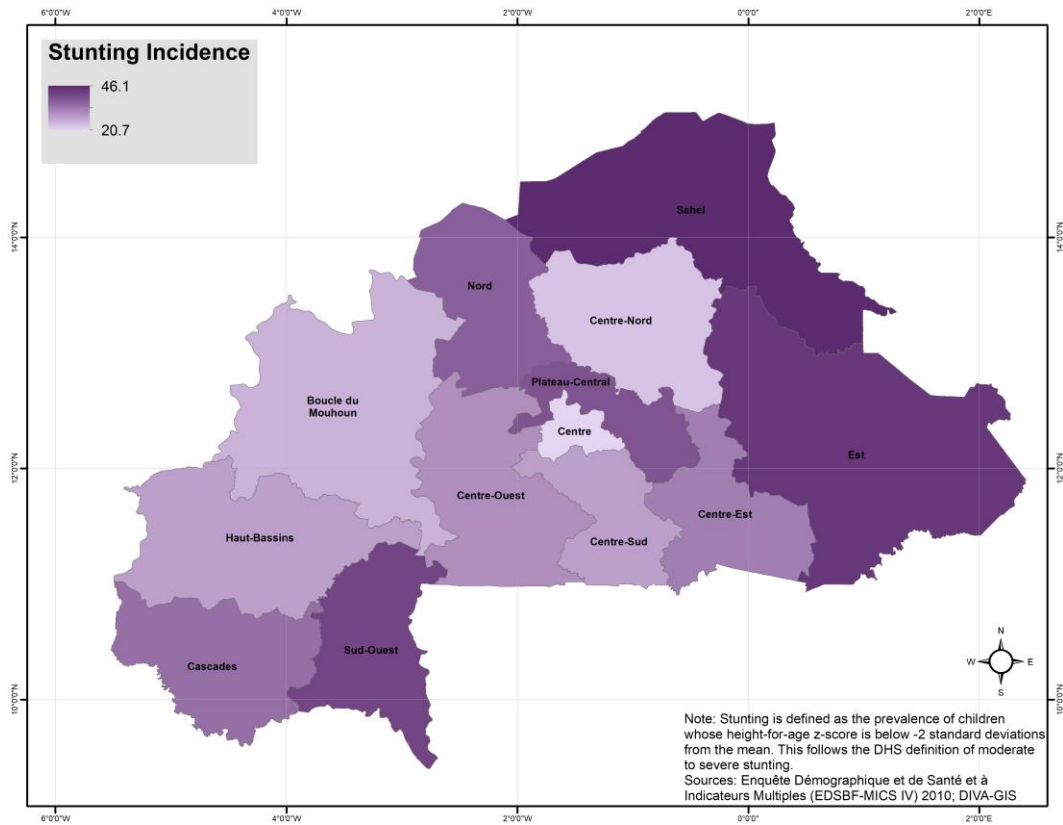 6°0'0"W
4°0'0"W
2°0'0"W
0°0'0"
2°0'0"E
Stunting Incidence
46.1
20.7
14°0'0"N
14°0'0"N
Sahel
Nord
Centre-Nord
Plateau-Central
Boucle du
Mouhoun
Centre
Est
12°0'0"N
12°0'0"N
Centre-Ouest
Centre-Est
Haut-Bassins
Centre-Sud
Sud-Ouest
Cascades
N
W
E
S
10°0'0"N
10°0'0"N
Note: Stunting is defined as the prevalence of children
whose height-for-age z-score is below -2 standard deviations
from the mean. This follows the DHS definition of moderate
to severe stunting.
Sources: Enquête Démographique et de Santé et à
Indicateurs Multiples (EDSBF-MICS IV) 2010; DIVA-GIS
6°0'0"W
4°0'0"W
2°0'0"W
0°0'0"
2°0'0"E